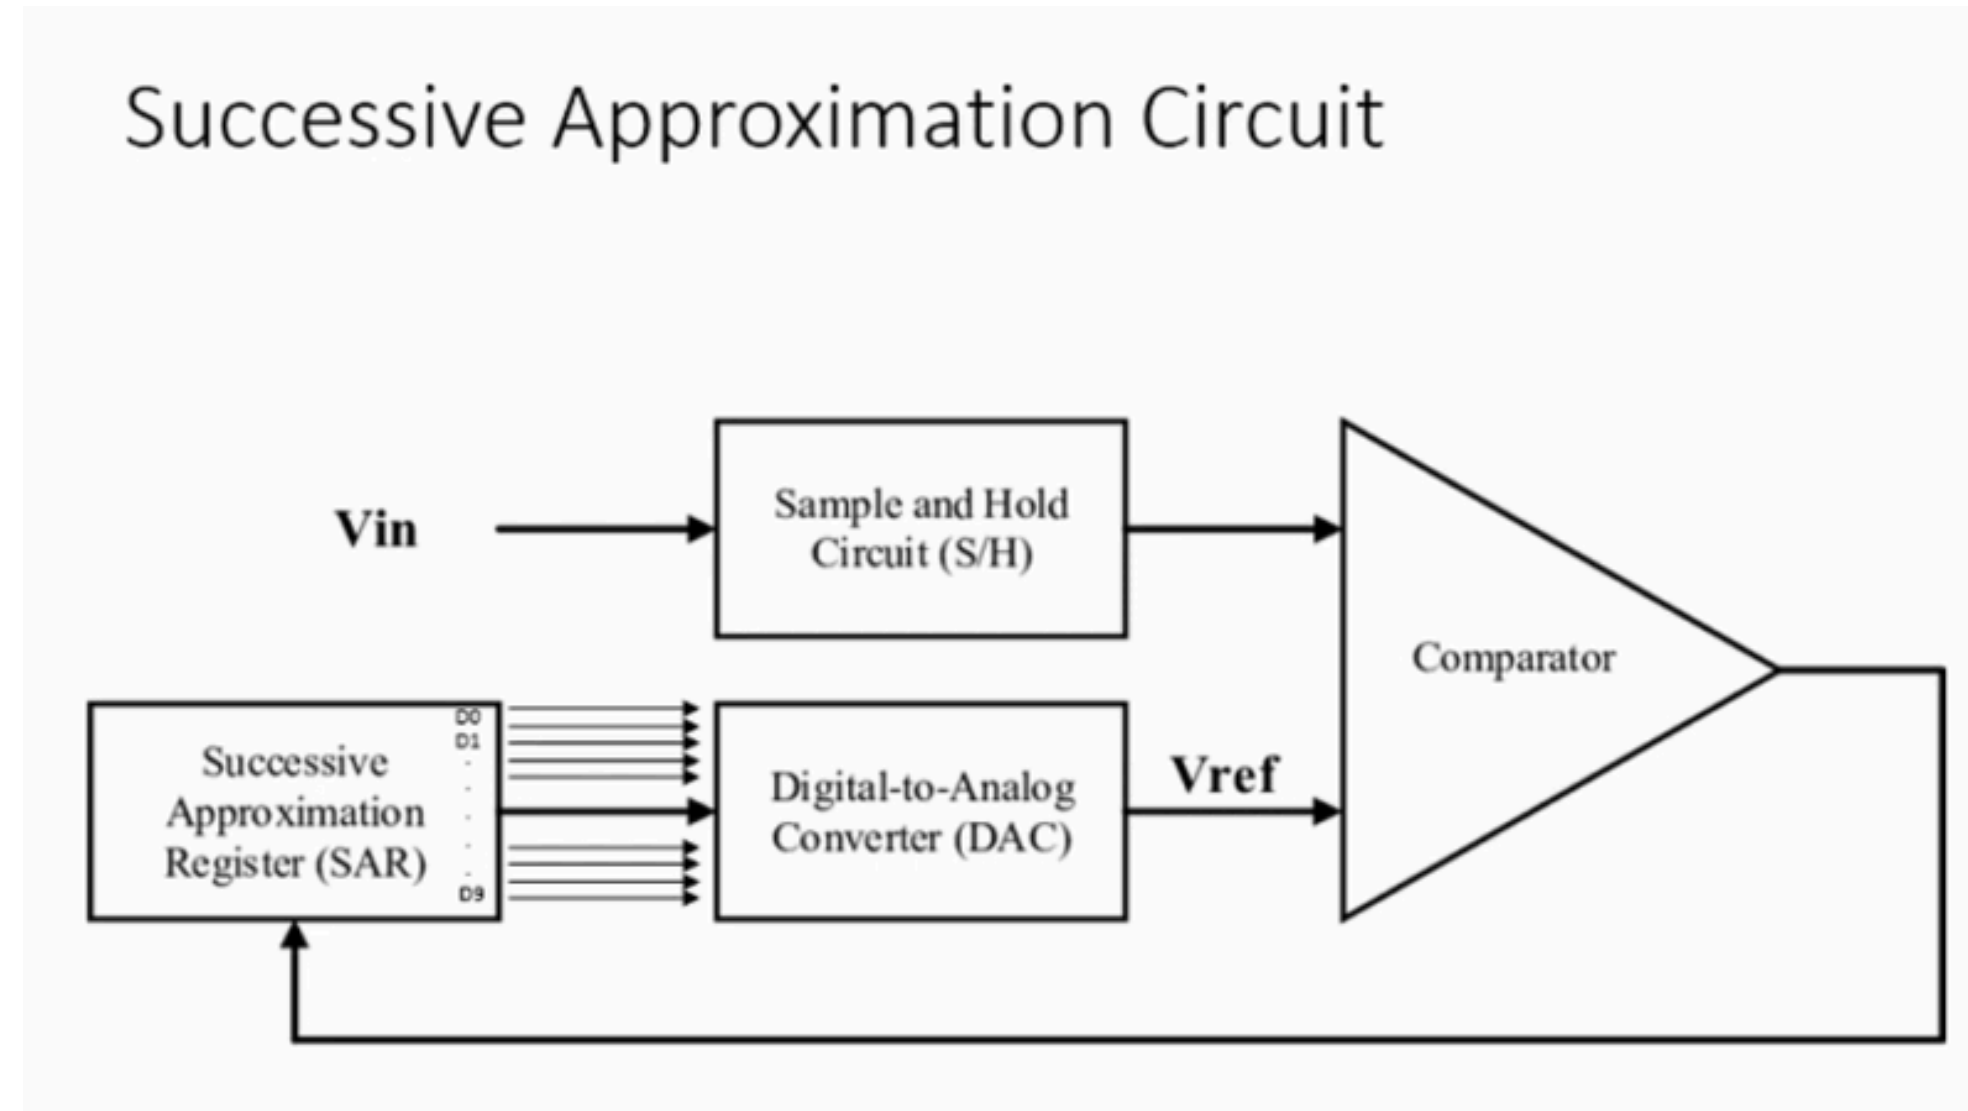 Successive Approximation Circuit
Vin
Sample and Hold
Circuit (S/H)
Comparator
Successive
Approximation
Register (SAR)
D0
D1
.
.
.
.
.
D9
Digital-to-Analog
Converter (DAC)
Vref